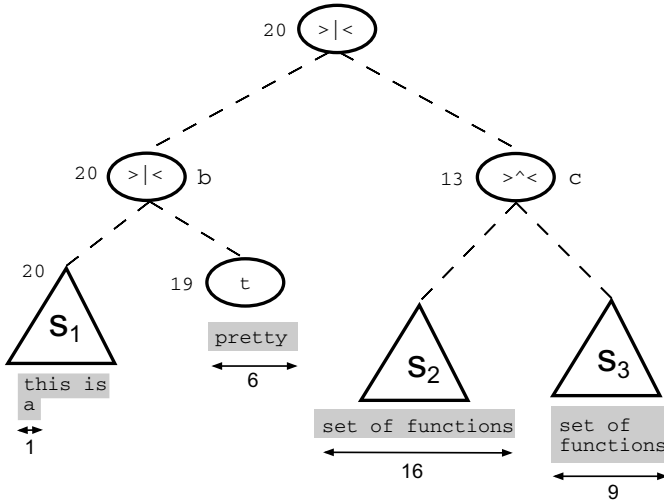 20 >|<
20 >|< b
13 >^< c
20
19 t
S1
pretty
6
S2
S3
this is
a
1
set of functions
16
set of
functions
9